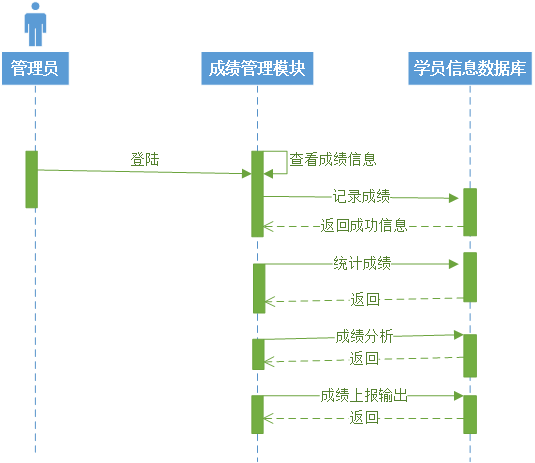 管理员
成绩管理模块
学员信息数据库
登陆
查看成绩信息
记录成绩
返回成功信息
统计成绩
返回
成绩分析
返回
成绩上报输出
返回